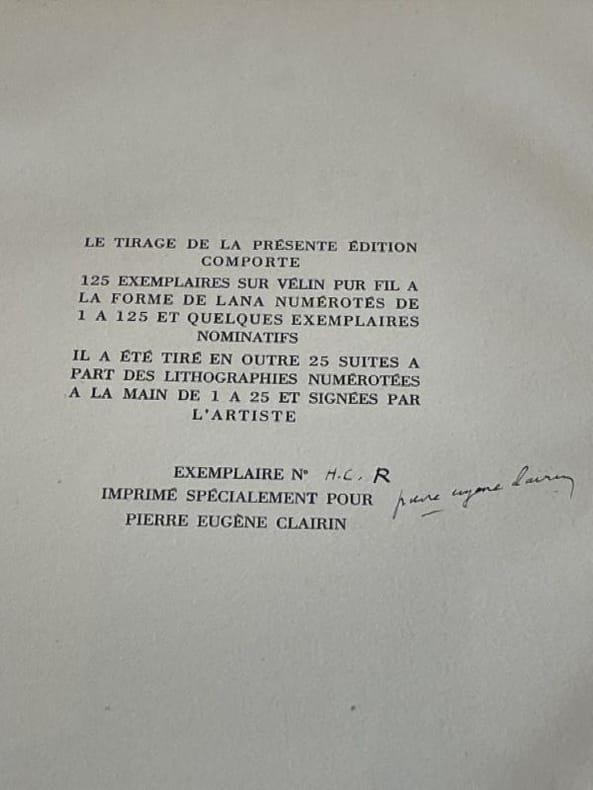 LE TIRAGE DE LA PRÉSENTE ÉDITION
COMPORTE
125 EXEMPLAIRES SUR VÉLIN PUR FIL A
LA FORME DE LANA NUMÉROTÉS DE
1 A 125 ET QUELQUES EXEMPLAIRES
NOMINATIFS
IL A ÉTÉ TIRÉ EN OUTRE 25 SUITES A
PART DES LITHOGRAPHIES NUMÉROTÉES
A LA MAIN DE 1 A 25 ET SIGNÉES PAR
L'ARTISTE
EXEMPLAIRE N° H.C. R
IMPRIMÉ SPÉCIALEMENT POUR pierre eugène clairin
PIERRE EUGÈNE CLAIRIN